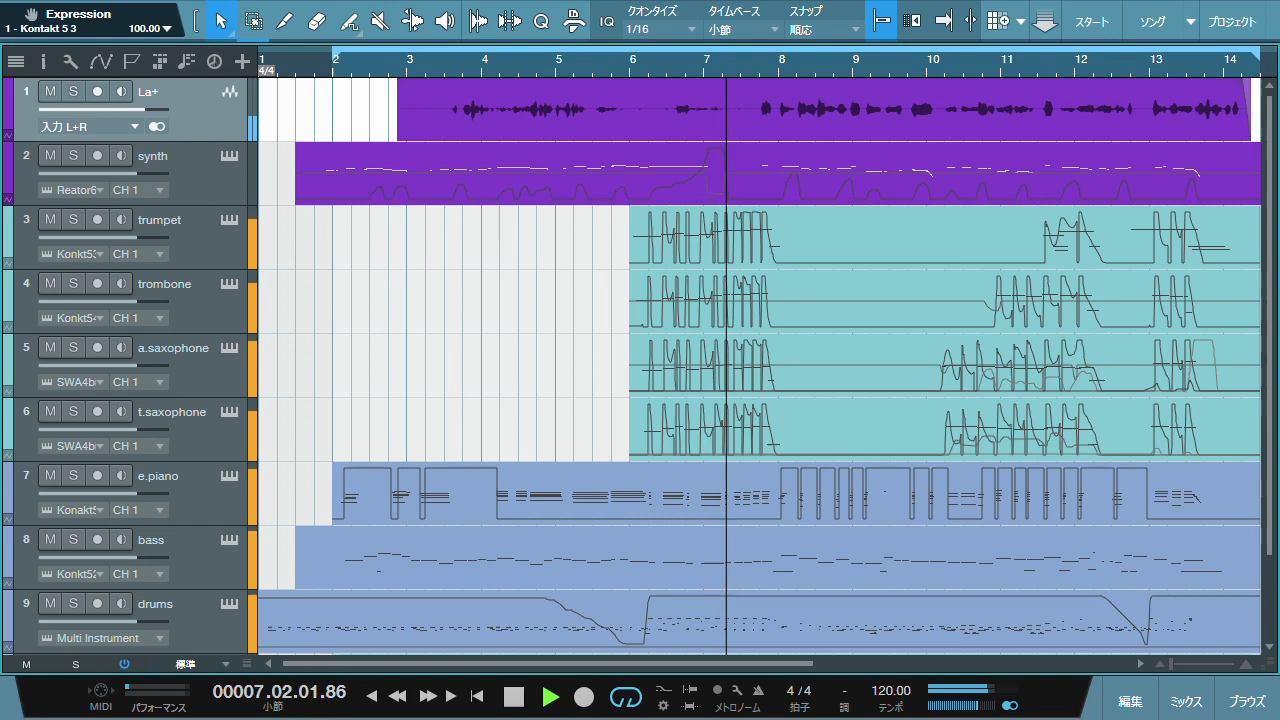 Expression
1 - Kontakt 5 3 100.00
IQ
クオンタイズ タイムベース スナップ
1/16 小節 順応
スタート ソング プロジェクト
1 2 3 4 5 6 7 8 9 10 11 12 13 14
4/4
1 M S La+
入力 L+R
2 M S synth
Reator6 CH 1
3 M S trumpet
Konkt53 CH 1
4 M S trombone
Konkt54 CH 1
5 M S a.saxophone
SWA4b CH 1
6 M S t.saxophone
SWA4b CH 1
7 M S e.piano
Konakt5 CH 1
8 M S bass
Konkt52 CH 1
9 M S drums
Multi Instrument
M S 標準
MIDI パフォーマンス
00007.02.01.86
小節
メトロノーム
4 / 4 - 120.00
拍子 調 テンポ
編集 ミックス ブラウズ